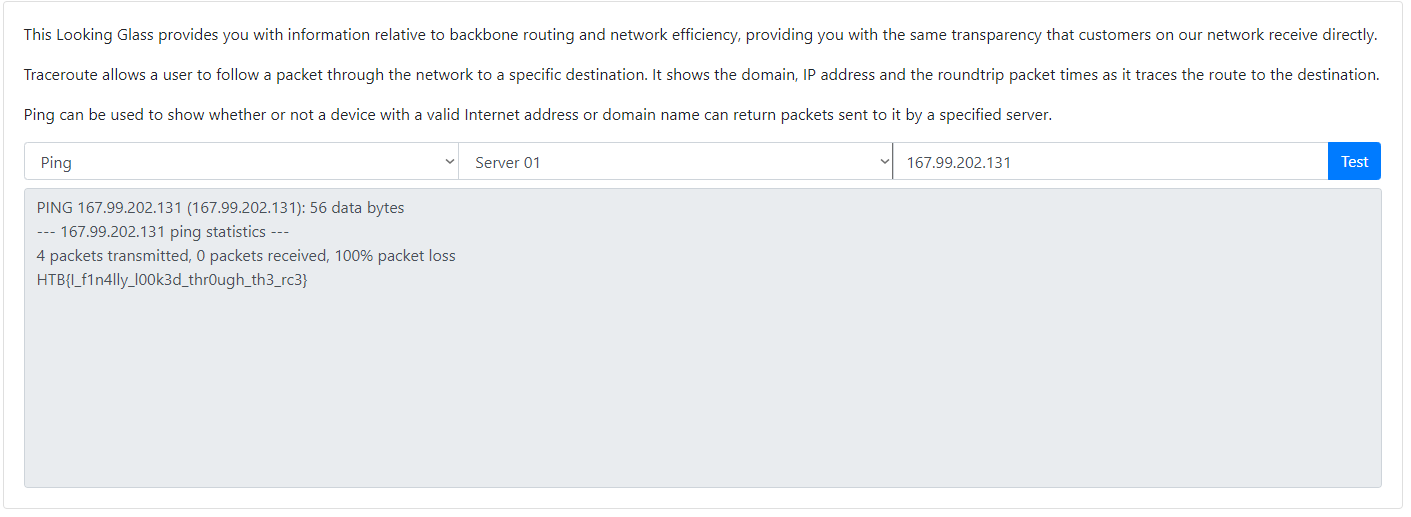 This Looking Glass provides you with information relative to backbone routing and network efficiency, providing you with the same transparency that customers on our network receive directly.
Traceroute allows a user to follow a packet through the network to a specific destination. It shows the domain, IP address and the roundtrip packet times as it traces the route to the destination.
Ping can be used to show whether or not a device with a valid Internet address or domain name can return packets sent to it by a specified server.
Ping Server 01 167.99.202.131 Test
PING 167.99.202.131 (167.99.202.131): 56 data bytes
--- 167.99.202.131 ping statistics ---
4 packets transmitted, 0 packets received, 100% packet loss
HTB{I_f1n4lly_l00k3d_thr0ugh_th3_rc3}